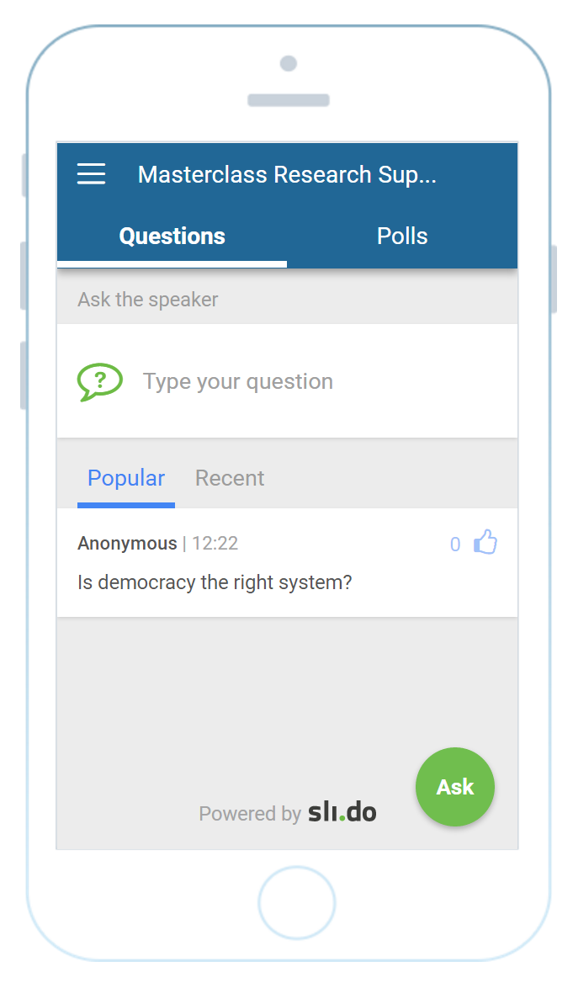 Masterclass Research Sup...
Questions
Polls
Ask the speaker
?
Type your question
Popular
Recent
Anonymous | 12:22
0
Is democracy the right system?
Ask
Powered by sli.do